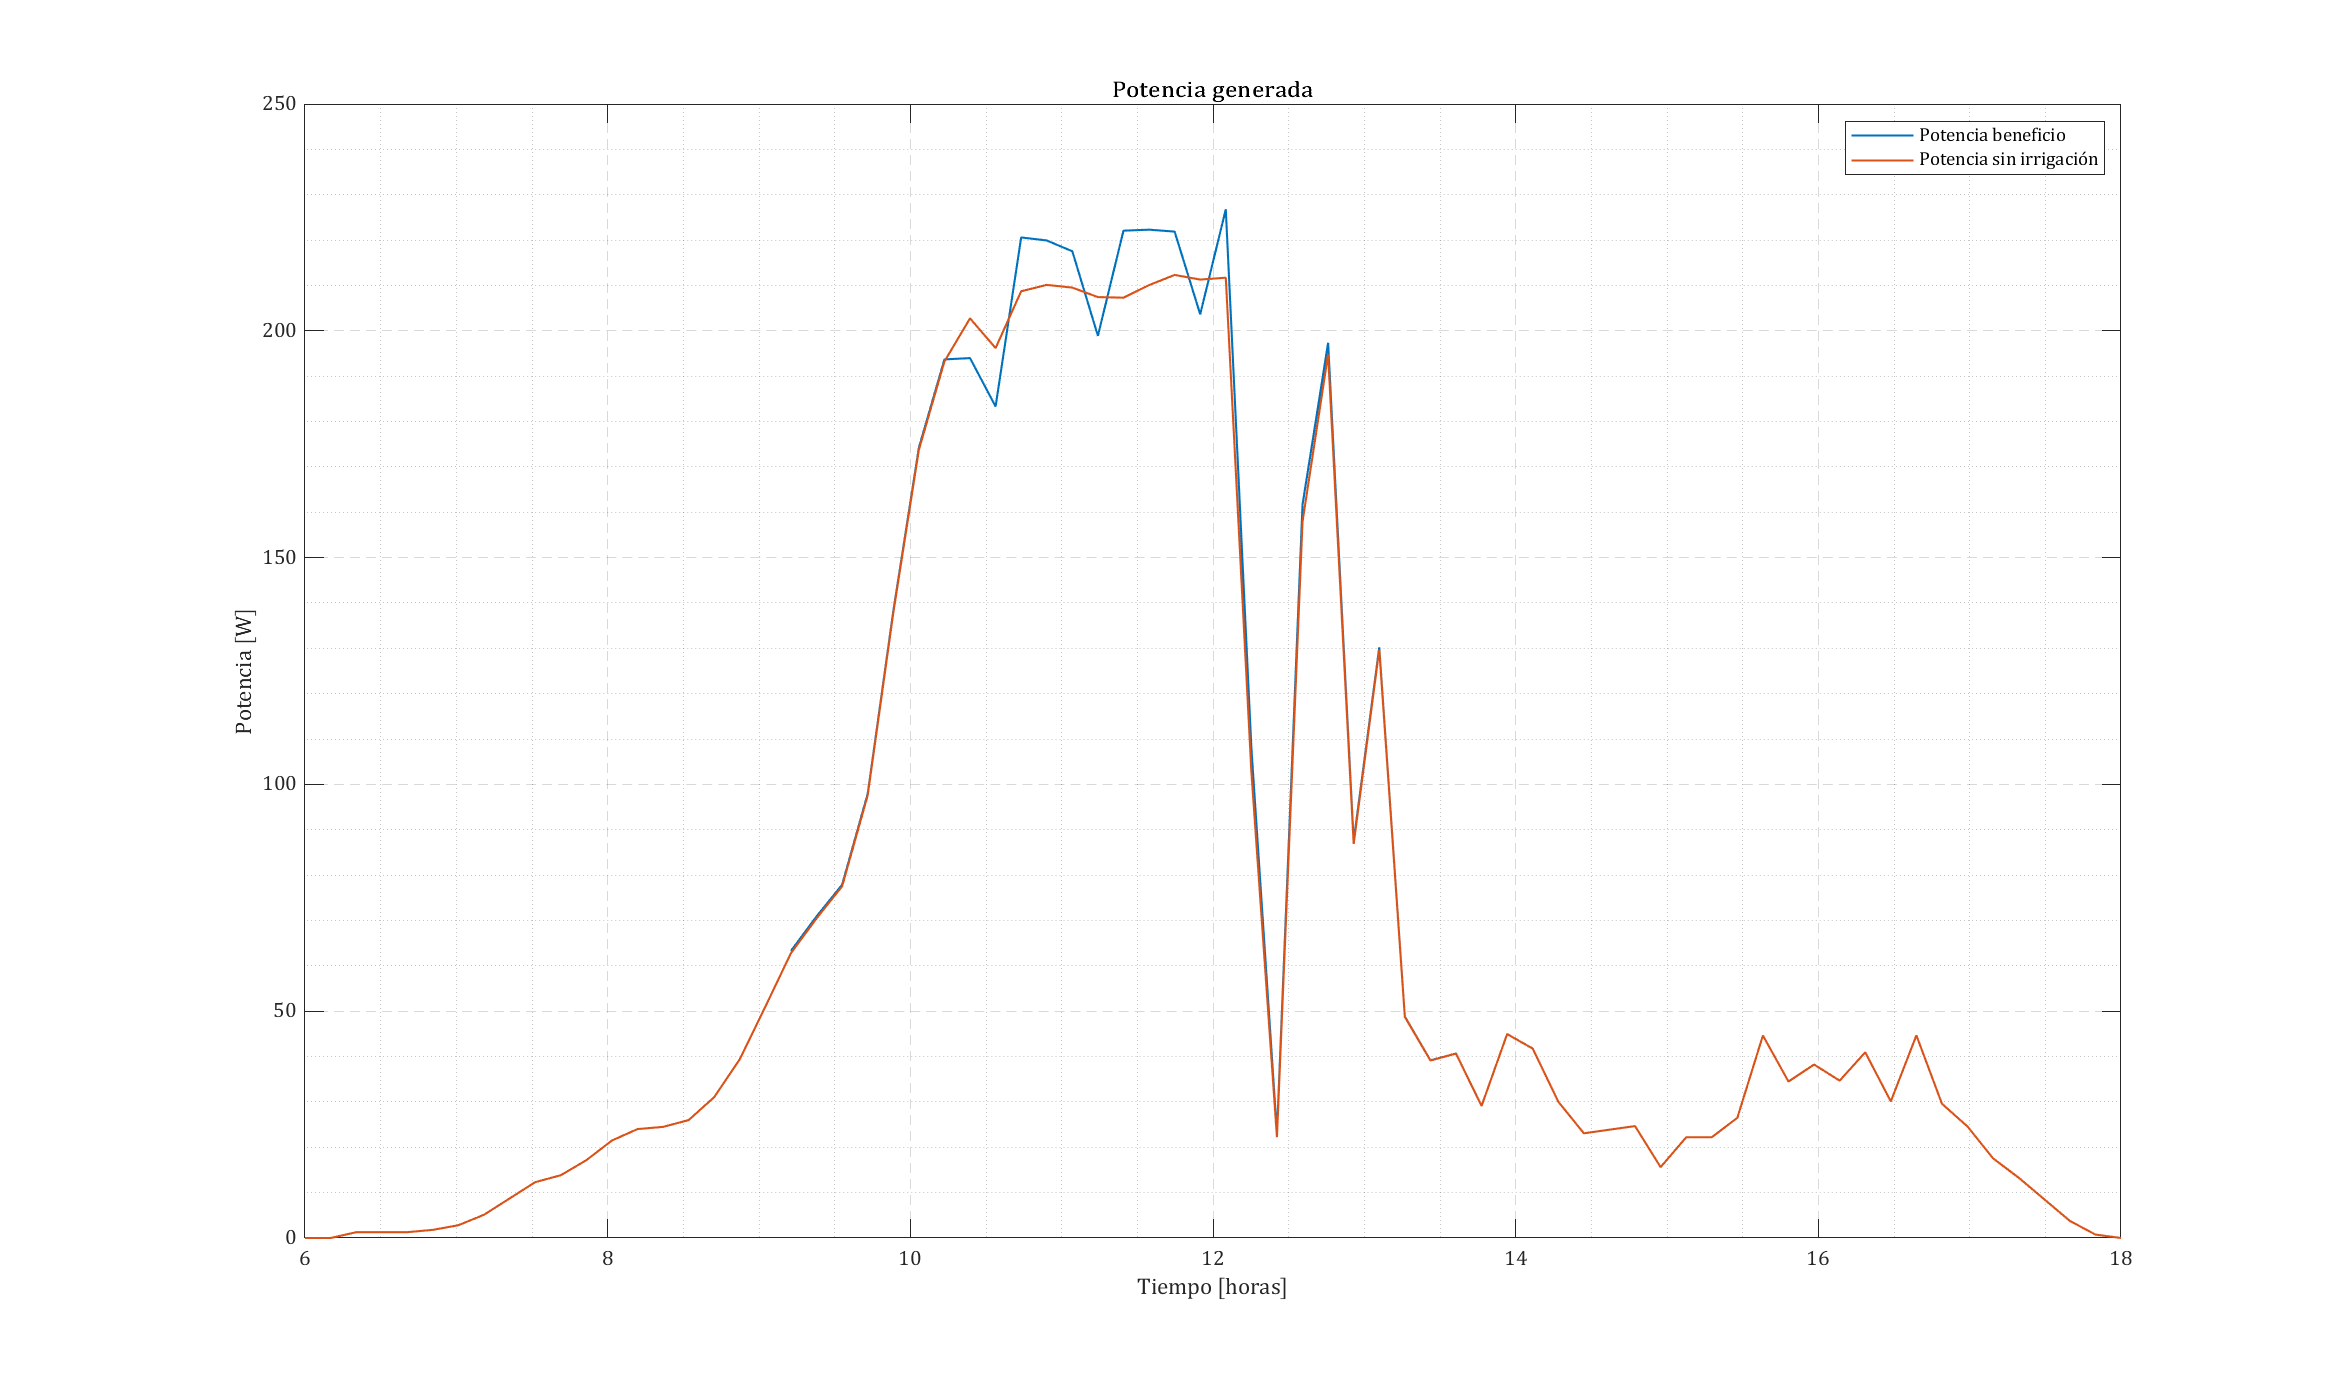 Potencia generada
250
200
150
100
50
0
Potencia [W]
6 8 10 12 14 16 18
Tiempo [horas]
Potencia beneficio
Potencia sin irrigación